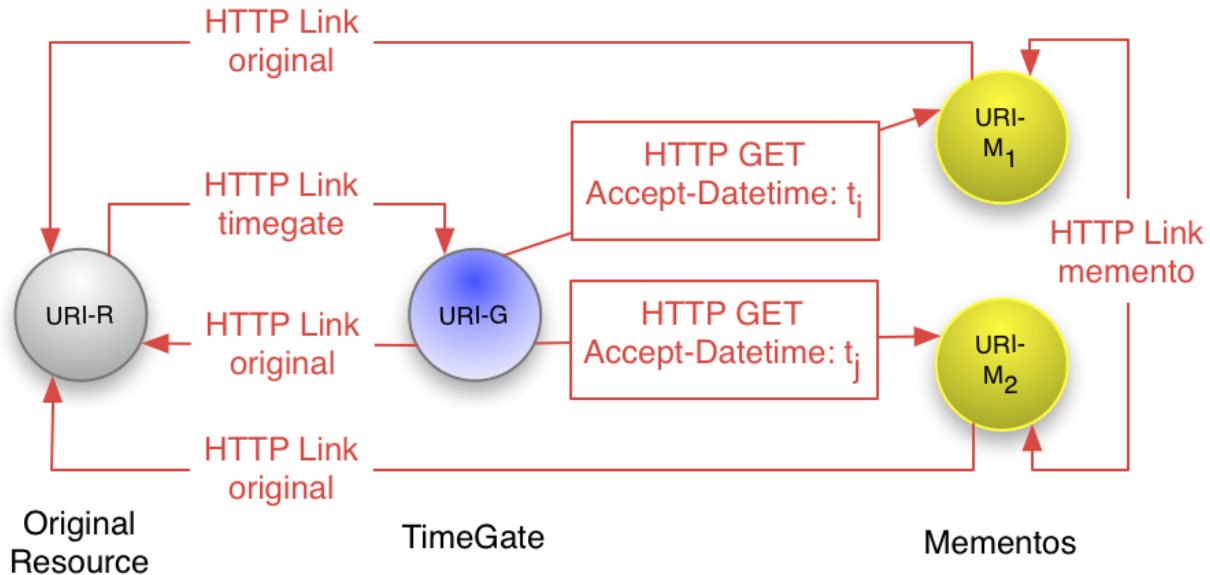 HTTP Link
original
URI-
M1
HTTP GET
Accept-Datetime: ti
HTTP Link
timegate
HTTP Link
memento
URI-R
HTTP Link
original
URI-G
HTTP GET
Accept-Datetime: tj
URI-
M2
HTTP Link
original
Original
Resource
TimeGate
Mementos